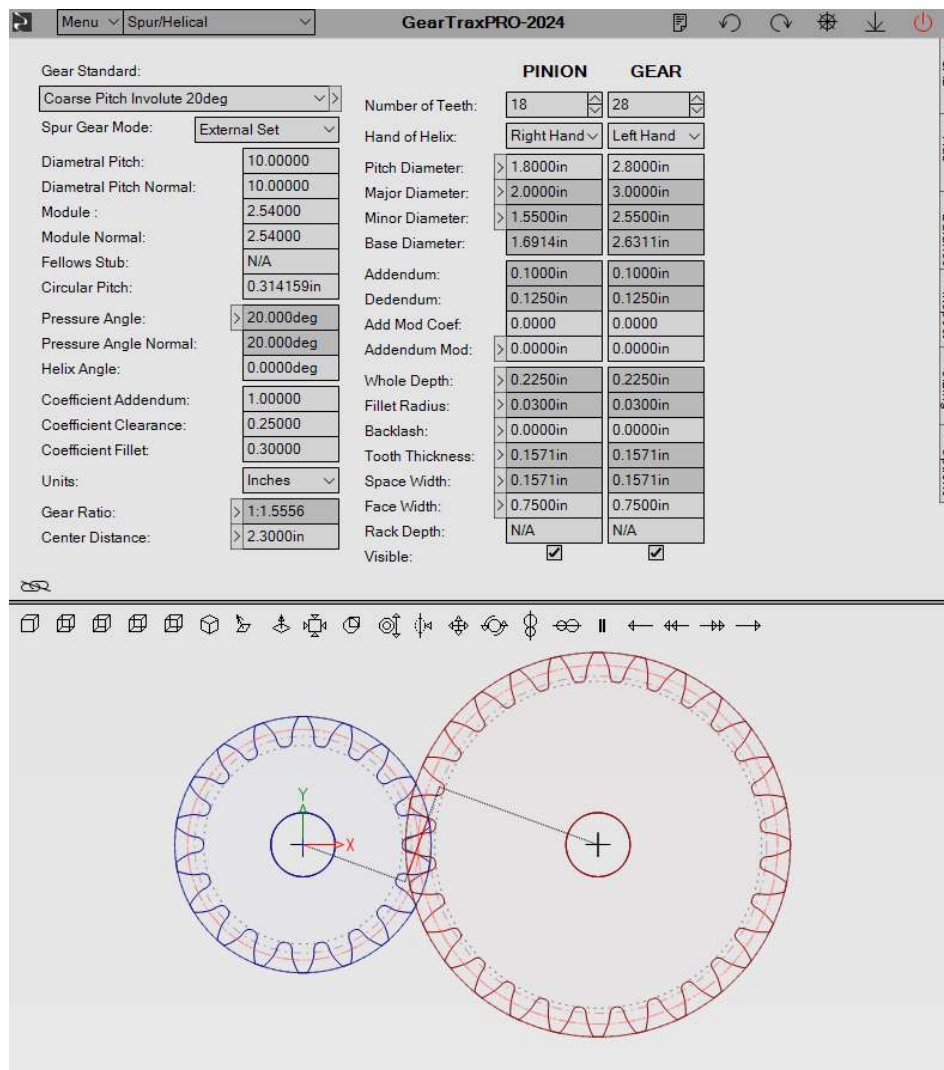 Menu Spur/Helical GearTraxPRO-2024
Gear Standard:
Coarse Pitch Involute 20deg
Spur Gear Mode: External Set
Diametral Pitch: 10.00000
Diametral Pitch Normal: 10.00000
Module : 2.54000
Module Normal: 2.54000
Fellows Stub: N/A
Circular Pitch: 0.314159in
Pressure Angle: > 20.000deg
Pressure Angle Normal: 20.000deg
Helix Angle: 0.0000deg
Coefficient Addendum: 1.00000
Coefficient Clearance: 0.25000
Coefficient Fillet: 0.30000
Units: Inches
Gear Ratio: > 1:1.5556
Center Distance: > 2.3000in
PINION GEAR
Number of Teeth: 18 28
Hand of Helix: Right Hand Left Hand
Pitch Diameter: > 1.8000in 2.8000in
Major Diameter: > 2.0000in 3.0000in
Minor Diameter: > 1.5500in 2.5500in
Base Diameter: 1.6914in 2.6311in
Addendum: 0.1000in 0.1000in
Dedendum: 0.1250in 0.1250in
Add Mod Coef: 0.0000 0.0000
Addendum Mod: > 0.0000in 0.0000in
Whole Depth: > 0.2250in 0.2250in
Fillet Radius: > 0.0300in 0.0300in
Backlash: > 0.0000in 0.0000in
Tooth Thickness: > 0.1571in 0.1571in
Space Width: > 0.1571in 0.1571in
Face Width: > 0.7500in 0.7500in
Rack Depth: N/A N/A
Visible:
Y
X